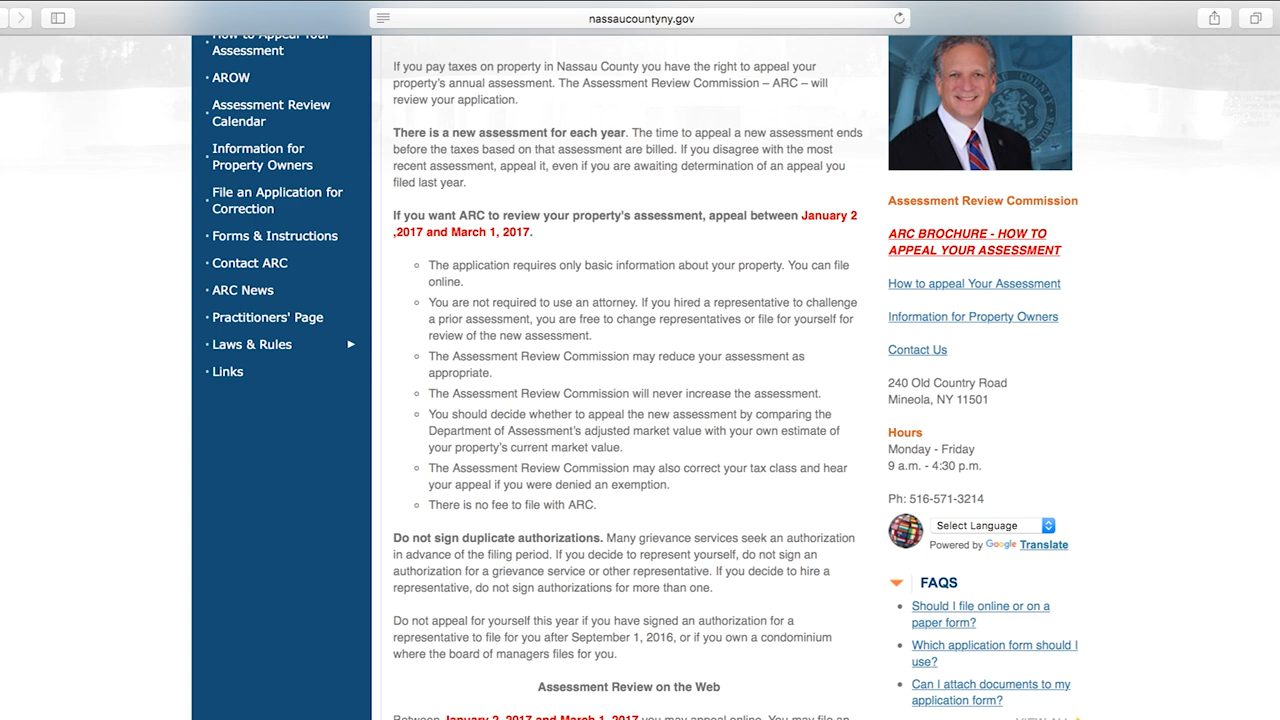 nassaucountyny.gov
How to Appeal Your
Assessment
AROW
Assessment Review
Calendar
Information for
Property Owners
File an Application for
Correction
Forms & Instructions
Contact ARC
ARC News
Practitioners' Page
Laws & Rules
Links
If you pay taxes on property in Nassau County you have the right to appeal your
property's annual assessment. The Assessment Review Commission – ARC – will
review your application.
There is a new assessment for each year. The time to appeal a new assessment ends
before the taxes based on that assessment are billed. If you disagree with the most
recent assessment, appeal it, even if you are awaiting determination of an appeal you
filed last year.
If you want ARC to review your property's assessment, appeal between January 2
,2017 and March 1, 2017.
The application requires only basic information about your property. You can file
online.
You are not required to use an attorney. If you hired a representative to challenge
a prior assessment, you are free to change representatives or file for yourself for
review of the new assessment.
The Assessment Review Commission may reduce your assessment as
appropriate.
The Assessment Review Commission will never increase the assessment.
You should decide whether to appeal the new assessment by comparing the
Department of Assessment's adjusted market value with your own estimate of
your property's current market value.
The Assessment Review Commission may also correct your tax class and hear
your appeal if you were denied an exemption.
There is no fee to file with ARC.
Do not sign duplicate authorizations. Many grievance services seek an authorization
in advance of the filing period. If you decide to represent yourself, do not sign an
authorization for a grievance service or other representative. If you decide to hire a
representative, do not sign authorizations for more than one.
Do not appeal for yourself this year if you have signed an authorization for a
representative to file for you after September 1, 2016, or if you own a condominium
where the board of managers files for you.
Assessment Review on the Web
Between January 2, 2017 and March 1, 2017 you may appeal online. You may file an
Assessment Review Commission
ARC BROCHURE - HOW TO
APPEAL YOUR ASSESSMENT
How to appeal Your Assessment
Information for Property Owners
Contact Us
240 Old Country Road
Mineola, NY 11501
Hours
Monday - Friday
9 a.m. - 4:30 p.m.
Ph: 516-571-3214
Select Language
Powered by Google Translate
FAQS
Should I file online or on a
paper form?
Which application form should I
use?
Can I attach documents to my
application form?
VIEW ALL